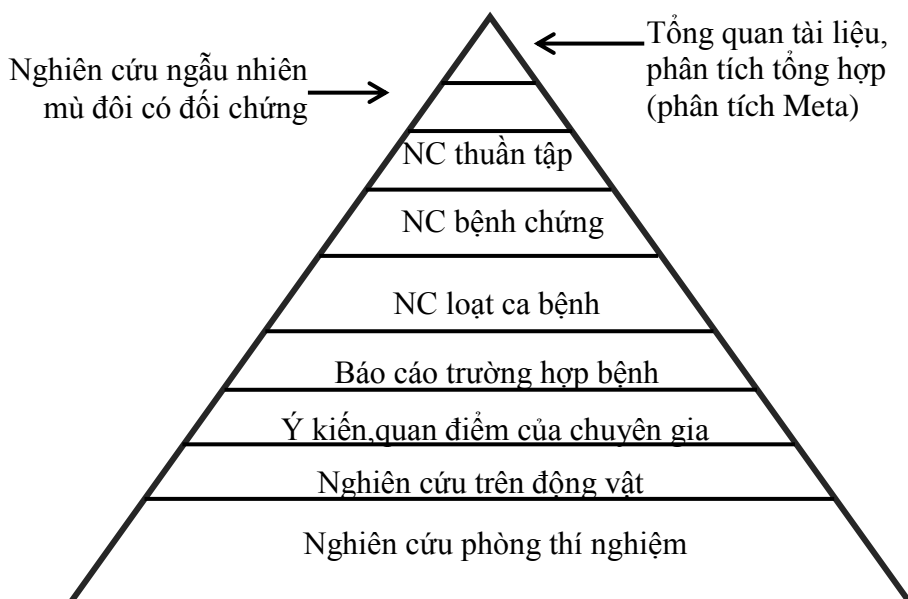 Tổng quan tài liệu,
phân tích tổng hợp
(phân tích Meta)
Nghiên cứu ngẫu nhiên
mù đôi có đối chứng
NC thuần tập
NC bệnh chứng
NC loạt ca bệnh
Báo cáo trường hợp bệnh
Ý kiến,quan điểm của chuyên gia
Nghiên cứu trên động vật
Nghiên cứu phòng thí nghiệm